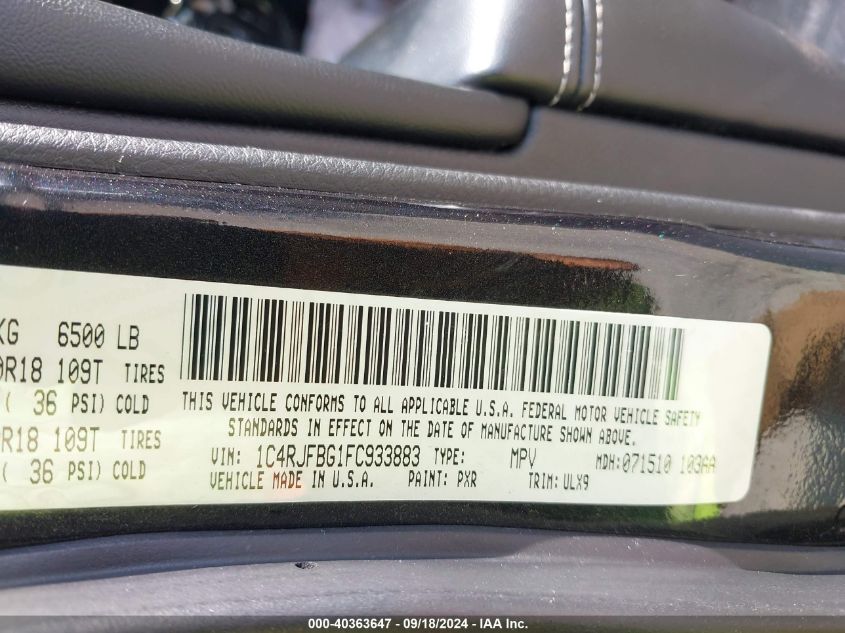 KG 6500 LB
R18 109T TIRES
( 36 PSI) COLD
R18 109T TIRES
( 36 PSI) COLD
THIS VEHICLE CONFORMS TO ALL APPLICABLE U.S.A. FEDERAL MOTOR VEHICLE SAFETY
STANDARDS IN EFFECT ON THE DATE OF MANUFACTURE SHOWN ABOVE.
VIN: 1C4RJFBG1FC933883 TYPE: MPV MDH:071510 103AA
VEHICLE MADE IN U.S.A. PAINT: PXR TRIM: ULX9
000-40363647 - 09/18/2024 - IAA Inc.